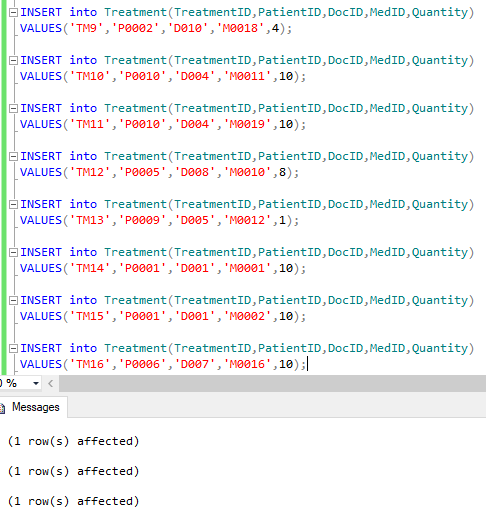 INSERT into Treatment(TreatmentID,PatientID,DocID,MedID,Quantity)
VALUES('TM9','P0002','D010','M0018',4);
INSERT into Treatment(TreatmentID,PatientID,DocID,MedID,Quantity)
VALUES('TM10','P0010','D004','M0011',10);
INSERT into Treatment(TreatmentID,PatientID,DocID,MedID,Quantity)
VALUES('TM11','P0010','D004','M0019',10);
INSERT into Treatment(TreatmentID,PatientID,DocID,MedID,Quantity)
VALUES('TM12','P0005','D008','M0010',8);
INSERT into Treatment(TreatmentID,PatientID,DocID,MedID,Quantity)
VALUES('TM13','P0009','D005','M0012',1);
INSERT into Treatment(TreatmentID,PatientID,DocID,MedID,Quantity)
VALUES('TM14','P0001','D001','M0001',10);
INSERT into Treatment(TreatmentID,PatientID,DocID,MedID,Quantity)
VALUES('TM15','P0001','D001','M0002',10);
INSERT into Treatment(TreatmentID,PatientID,DocID,MedID,Quantity)
VALUES('TM16','P0006','D007','M0016',10);
0 %
Messages
(1 row(s) affected)
(1 row(s) affected)
(1 row(s) affected)